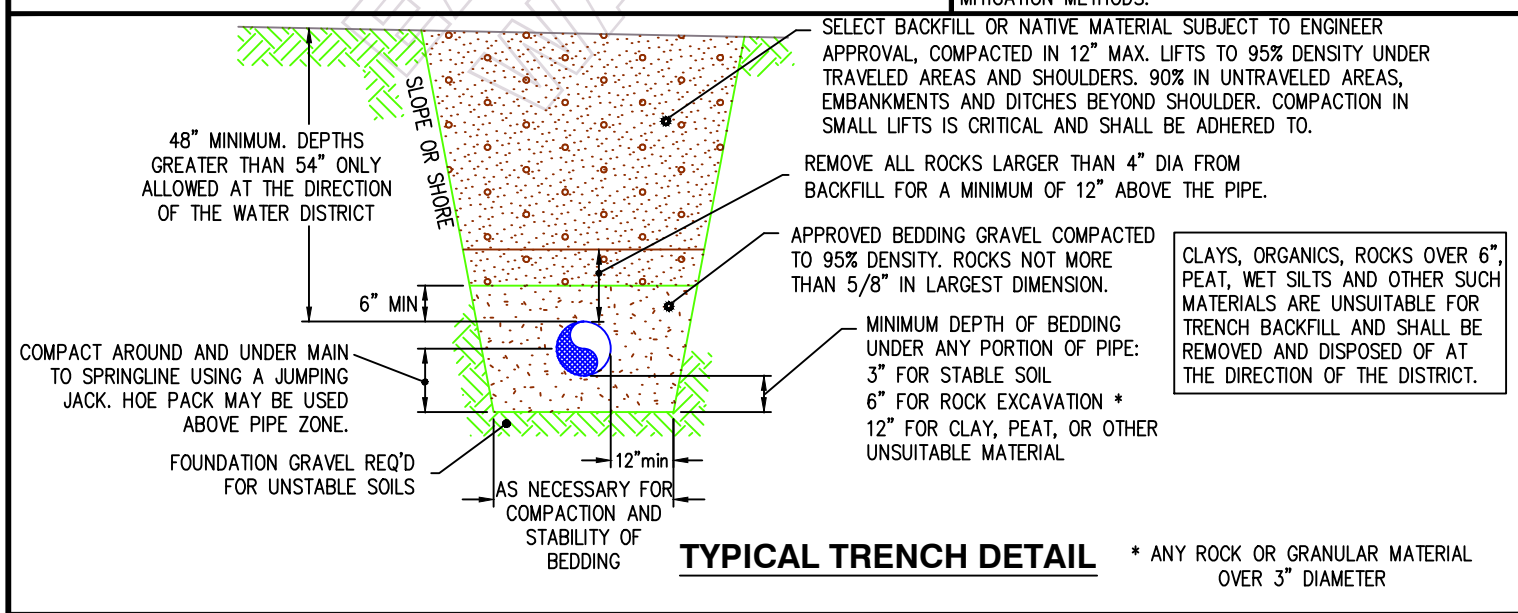 MITIGATION METHODS.
SELECT BACKFILL OR NATIVE MATERIAL SUBJECT TO ENGINEER
APPROVAL, COMPACTED IN 12" MAX. LIFTS TO 95% DENSITY UNDER
TRAVELED AREAS AND SHOULDERS. 90% IN UNTRAVELED AREAS,
EMBANKMENTS AND DITCHES BEYOND SHOULDER. COMPACTION IN
SMALL LIFTS IS CRITICAL AND SHALL BE ADHERED TO.
SLOPE OR SHORE
48" MINIMUM. DEPTHS
GREATER THAN 54" ONLY
ALLOWED AT THE DIRECTION
OF THE WATER DISTRICT
REMOVE ALL ROCKS LARGER THAN 4" DIA FROM
BACKFILL FOR A MINIMUM OF 12" ABOVE THE PIPE.
APPROVED BEDDING GRAVEL COMPACTED
TO 95% DENSITY. ROCKS NOT MORE
THAN 5/8" IN LARGEST DIMENSION.
CLAYS, ORGANICS, ROCKS OVER 6",
PEAT, WET SILTS AND OTHER SUCH
MATERIALS ARE UNSUITABLE FOR
TRENCH BACKFILL AND SHALL BE
REMOVED AND DISPOSED OF AT
THE DIRECTION OF THE DISTRICT.
6" MIN
COMPACT AROUND AND UNDER MAIN
TO SPRINGLINE USING A JUMPING
JACK. HOE PACK MAY BE USED
ABOVE PIPE ZONE.
MINIMUM DEPTH OF BEDDING
UNDER ANY PORTION OF PIPE:
3" FOR STABLE SOIL
6" FOR ROCK EXCAVATION *
12" FOR CLAY, PEAT, OR OTHER
UNSUITABLE MATERIAL
FOUNDATION GRAVEL REQ'D
FOR UNSTABLE SOILS
12"min
AS NECESSARY FOR
COMPACTION AND
STABILITY OF
BEDDING
TYPICAL TRENCH DETAIL
* ANY ROCK OR GRANULAR MATERIAL
OVER 3" DIAMETER